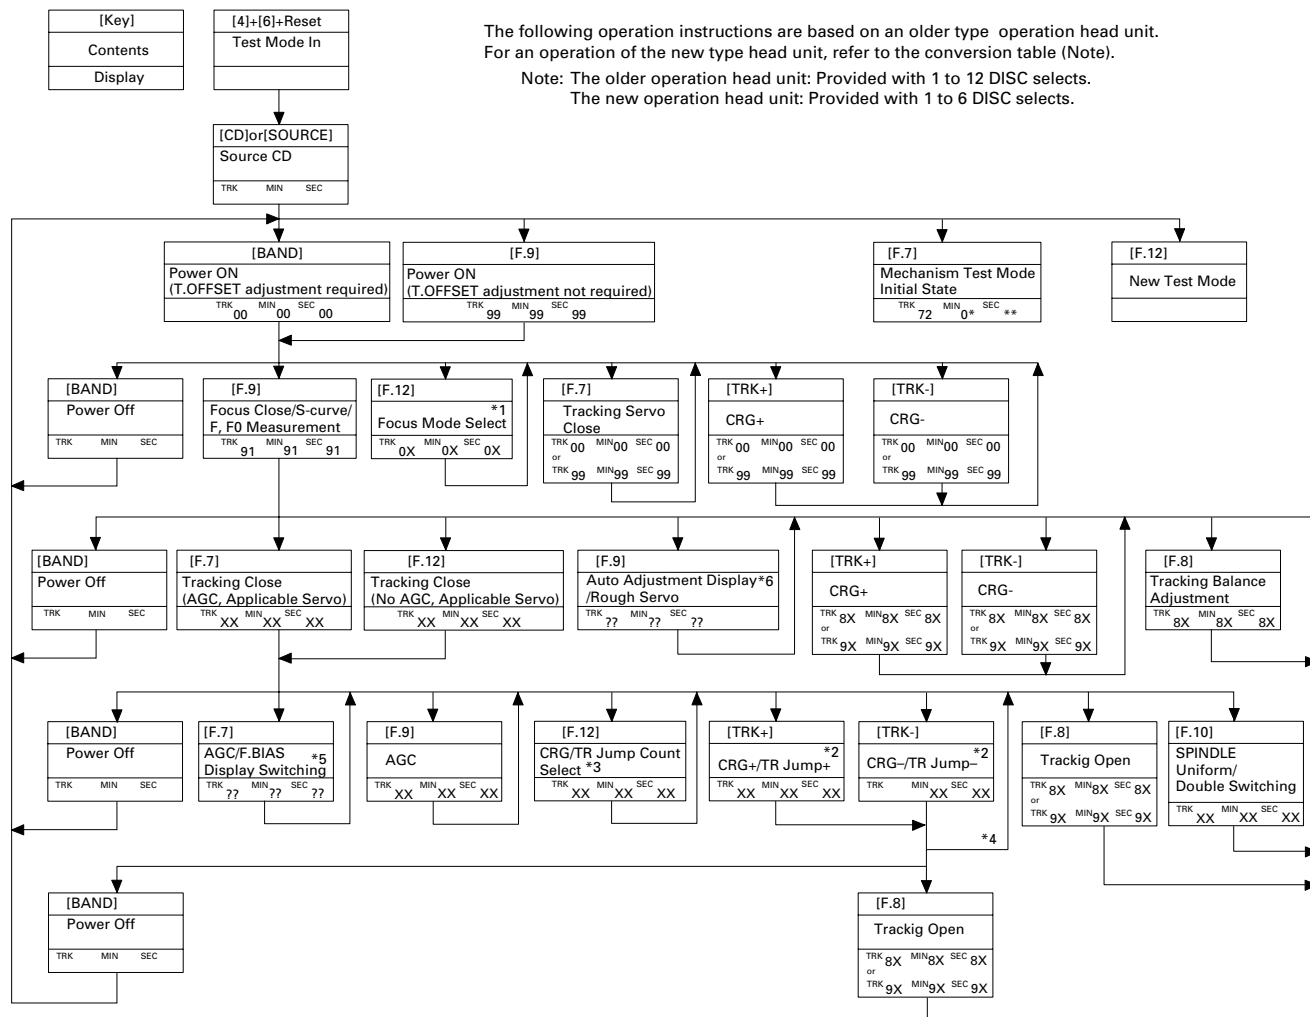 [Key]
Contents
Display
[4]+[6]+Reset
Test Mode In
The following operation instructions are based on an older type operation head unit.
For an operation of the new type head unit, refer to the conversion table (Note).
Note: The older operation head unit: Provided with 1 to 12 DISC selects.
The new operation head unit: Provided with 1 to 6 DISC selects.
[CD]or[SOURCE]
Source CD
TRK MIN SEC
[BAND]
Power ON
(T.OFFSET adjustment required)
TRK 00 MIN 00 SEC 00
[F.9]
Power ON
(T.OFFSET adjustment not required)
TRK 99 MIN 99 SEC 99
[F.7]
Mechanism Test Mode
Initial State
TRK 72 MIN 0* SEC **
[F.12]
New Test Mode
[BAND]
Power Off
TRK MIN SEC
[F.9]
Focus Close/S-curve/
F, F0 Measurement
TRK 91 MIN 91 SEC 91
[F.12]
*1
Focus Mode Select
TRK 0X MIN 0X SEC 0X
[F.7]
Tracking Servo
Close
TRK 00 MIN 00 SEC 00
or
TRK 99 MIN 99 SEC 99
[TRK+]
CRG+
TRK 00 MIN 00 SEC 00
or
TRK 99 MIN 99 SEC 99
[TRK-]
CRG-
TRK 00 MIN 00 SEC 00
or
TRK 99 MIN 99 SEC 99
[BAND]
Power Off
TRK MIN SEC
[F.7]
Tracking Close
(AGC, Applicable Servo)
TRK XX MIN XX SEC XX
[F.12]
Tracking Close
(No AGC, Applicable Servo)
TRK XX MIN XX SEC XX
[F.9]
Auto Adjustment Display*6
/Rough Servo
TRK ?? MIN ?? SEC ??
[TRK+]
CRG+
TRK 8X MIN 8X SEC 8X
or
TRK 9X MIN 9X SEC 9X
[TRK-]
CRG-
TRK 8X MIN 8X SEC 8X
or
TRK 9X MIN 9X SEC 9X
[F.8]
Tracking Balance
Adjustment
TRK 8X MIN 8X SEC 8X
[BAND]
Power Off
TRK MIN SEC
[F.7]
AGC/F.BIAS *5
Display Switching
TRK ?? MIN ?? SEC ??
[F.9]
AGC
TRK XX MIN XX SEC XX
[F.12]
CRG/TR Jump Count
Select *3
TRK XX MIN XX SEC XX
[TRK+]
*2
CRG+/TR Jump+
TRK XX MIN XX SEC XX
[TRK-]
*2
CRG–/TR Jump–
TRK MIN XX SEC XX
[F.8]
Trackig Open
TRK 8X MIN 8X SEC 8X
or
TRK 9X MIN 9X SEC 9X
[F.10]
SPINDLE
Uniform/
Double Switching
TRK XX MIN XX SEC XX
*4
[BAND]
Power Off
TRK MIN SEC
[F.8]
Trackig Open
TRK 8X MIN 8X SEC 8X
or
TRK 9X MIN 9X SEC 9X